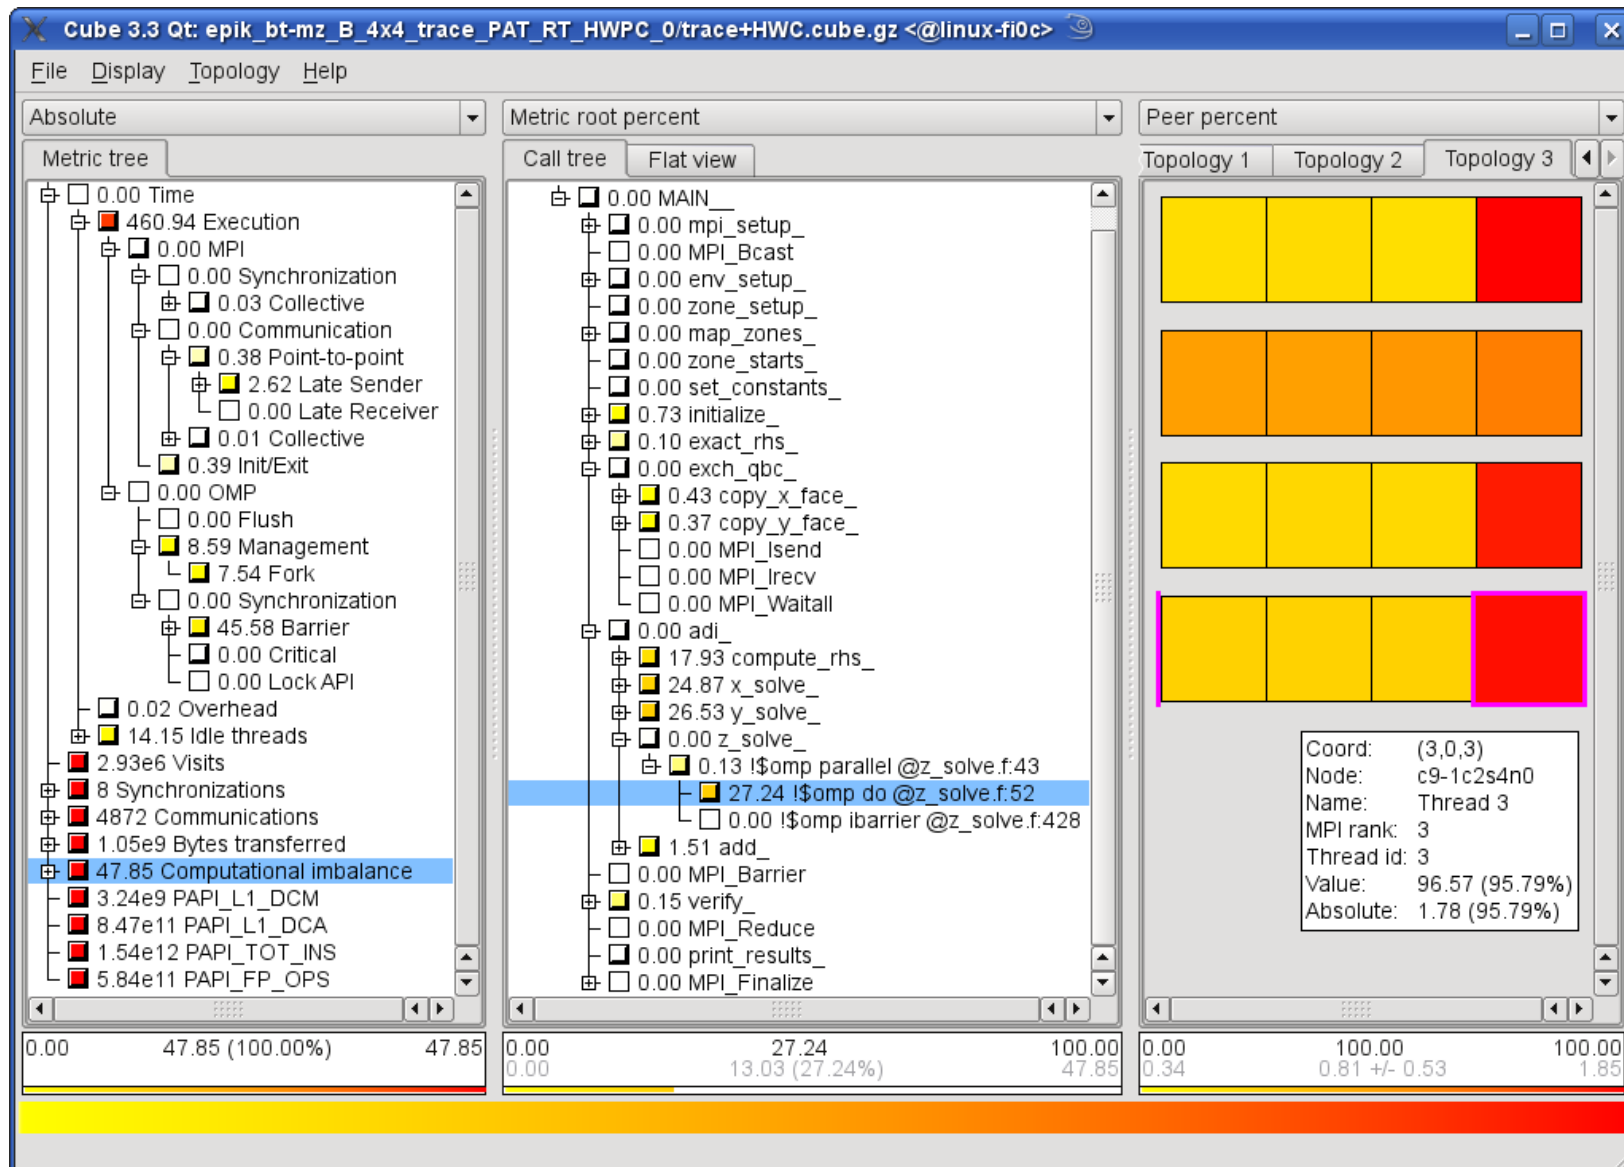 Cube 3.3 Qt: epik_bt-mz_B_4x4_trace_PAT_RT_HWPC_0/trace+HWC.cube.gz <@linux-fi0c>
File Display Topology Help
Absolute
Metric tree
0.00 Time
460.94 Execution
0.00 MPI
0.00 Synchronization
0.03 Collective
0.00 Communication
0.38 Point-to-point
2.62 Late Sender
0.00 Late Receiver
0.01 Collective
0.39 Init/Exit
0.00 OMP
0.00 Flush
8.59 Management
7.54 Fork
0.00 Synchronization
45.58 Barrier
0.00 Critical
0.00 Lock API
0.02 Overhead
14.15 Idle threads
2.93e6 Visits
8 Synchronizations
4872 Communications
1.05e9 Bytes transferred
47.85 Computational imbalance
3.24e9 PAPI_L1_DCM
8.47e11 PAPI_L1_DCA
1.54e12 PAPI_TOT_INS
5.84e11 PAPI_FP_OPS
0.00 47.85 (100.00%) 47.85
Metric root percent
Call tree Flat view
0.00 MAIN__
0.00 mpi_setup_
0.00 MPI_Bcast
0.00 env_setup_
0.00 zone_setup_
0.00 map_zones_
0.00 zone_starts_
0.00 set_constants_
0.73 initialize_
0.10 exact_rhs_
0.00 exch_qbc_
0.43 copy_x_face_
0.37 copy_y_face_
0.00 MPI_Isend
0.00 MPI_Irecv
0.00 MPI_Waitall
0.00 adi_
17.93 compute_rhs_
24.87 x_solve_
26.53 y_solve_
0.00 z_solve_
0.13 !$omp parallel @z_solve.f:43
27.24 !$omp do @z_solve.f:52
0.00 !$omp ibarrier @z_solve.f:428
1.51 add_
0.00 MPI_Barrier
0.15 verify_
0.00 MPI_Reduce
0.00 print_results_
0.00 MPI_Finalize
0.00 27.24 100.00
0.00 13.03 (27.24%) 47.85
Peer percent
Topology 1 Topology 2 Topology 3
Coord: (3,0,3)
Node: c9-1c2s4n0
Name: Thread 3
MPI rank: 3
Thread id: 3
Value: 96.57 (95.79%)
Absolute: 1.78 (95.79%)
0.00 100.00 100.00
0.34 0.81 +/- 0.53 1.85